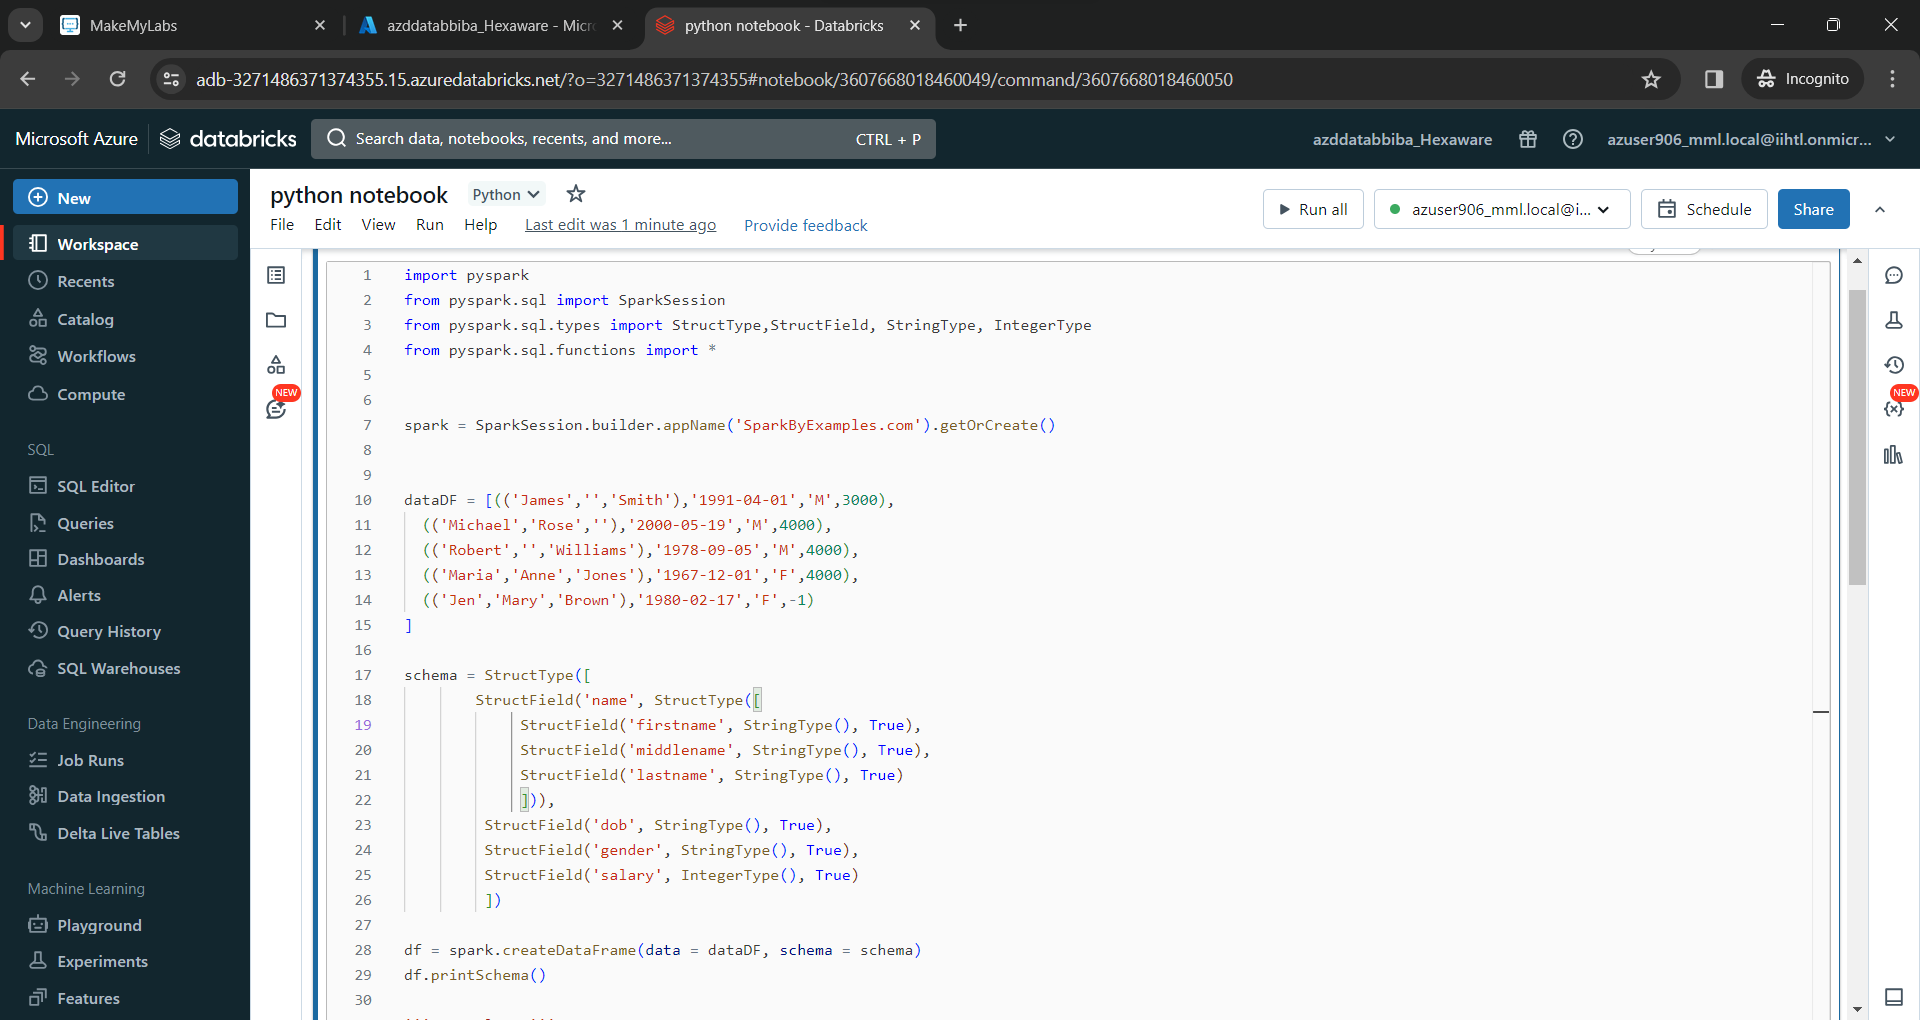 MakeMyLabs
azddatabbiba_Hexaware - Micr
python notebook - Databricks
adb-3271486371374355.15.azuredatabricks.net/?o=3271486371374355#notebook/3607668018460049/command/3607668018460050
Incognito
Microsoft Azure
databricks
Search data, notebooks, recents, and more...
CTRL + P
azddatabbiba_Hexaware
azuser906_mml.local@iihtl.onmicr...
New
Workspace
Recents
Catalog
Workflows
Compute
SQL
SQL Editor
Queries
Dashboards
Alerts
Query History
SQL Warehouses
Data Engineering
Job Runs
Data Ingestion
Delta Live Tables
Machine Learning
Playground
Experiments
Features
python notebook
Python
File Edit View Run Help Last edit was 1 minute ago Provide feedback
Run all
azuser906_mml.local@i...
Schedule
Share
NEW
NEW
1 import pyspark
2 from pyspark.sql import SparkSession
3 from pyspark.sql.types import StructType,StructField, StringType, IntegerType
4 from pyspark.sql.functions import *
5
6
7 spark = SparkSession.builder.appName('SparkByExamples.com').getOrCreate()
8
9
10 dataDF = [(('James','','Smith'),'1991-04-01','M',3000),
11 (('Michael','Rose',''),'2000-05-19','M',4000),
12 (('Robert','','Williams'),'1978-09-05','M',4000),
13 (('Maria','Anne','Jones'),'1967-12-01','F',4000),
14 (('Jen','Mary','Brown'),'1980-02-17','F',-1)
15 ]
16
17 schema = StructType([
18 StructField('name', StructType([
19 StructField('firstname', StringType(), True),
20 StructField('middlename', StringType(), True),
21 StructField('lastname', StringType(), True)
22 ])),
23 StructField('dob', StringType(), True),
24 StructField('gender', StringType(), True),
25 StructField('salary', IntegerType(), True)
26 ])
27
28 df = spark.createDataFrame(data = dataDF, schema = schema)
29 df.printSchema()
30